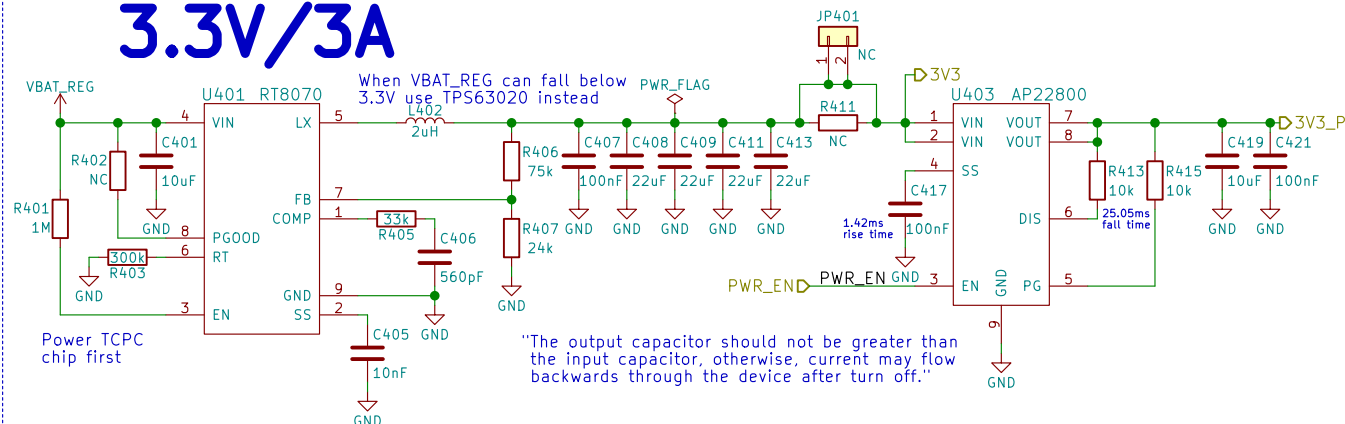 3.3V/3A
VBAT_REG
When VBAT_REG can fall below
3.3V use TPS63020 instead
PWR_FLAG
JP401
1
2
NC
3V3
U401 RT8070
4
VIN
LX
5
L402
2uH
R411
NC
U403 AP22800
1
VIN
2
VIN
VOUT
7
VOUT
8
3V3_P
R402
NC
C401
10uF
GND
R406
75k
C407
100nF
GND
C408
22uF
GND
C409
22uF
GND
C411
22uF
GND
C413
22uF
GND
4
SS
C417
100nF
GND
1.42ms
rise time
R413
10k
R415
10k
C419
10uF
GND
C421
100nF
GND
R401
1M
FB
7
COMP
1
33k
R405
C406
560pF
GND
R407
24k
GND
DIS
6
25.05ms
fall time
8
PGOOD
6
RT
300k
R403
GND
GND
9
SS
2
3
EN
C405
10nF
GND
PWR_EN
PWR_EN
3
EN
GND
9
GND
PG
5
Power TCPC
chip first
"The output capacitor should not be greater than
the input capacitor, otherwise, current may flow
backwards through the device after turn off."